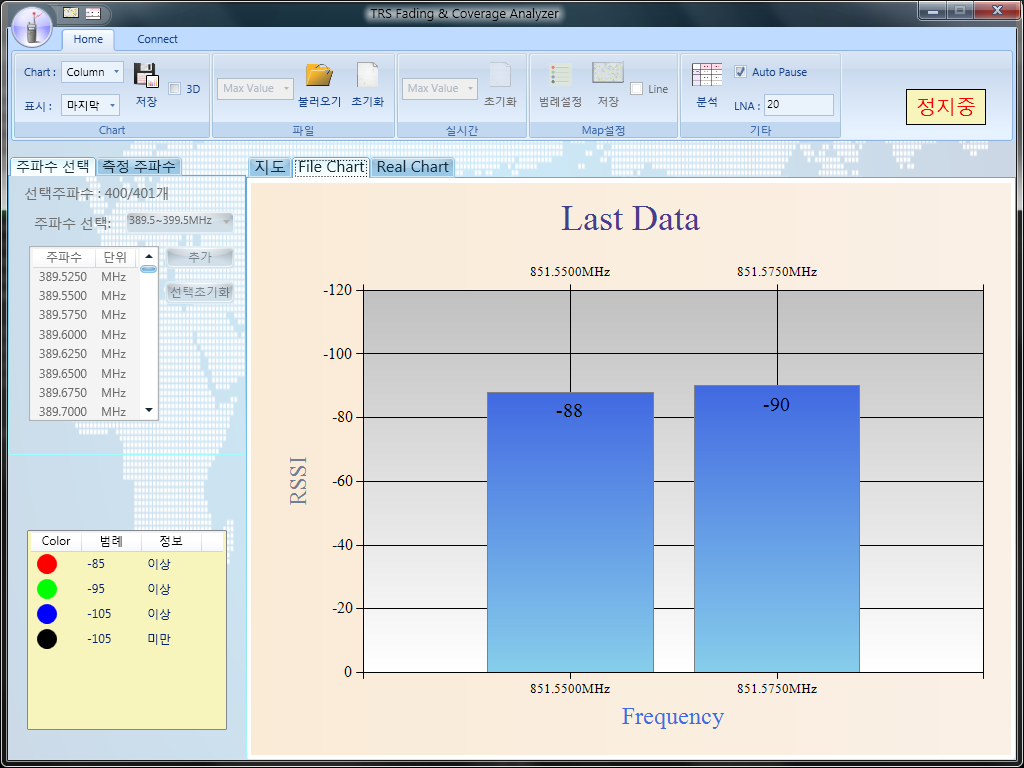 TRS Fading & Coverage Analyzer
Home Connect
Chart : Column 저장 3D
표시 : 마지막
Chart
Max Value 불러오기 초기화
파일
Max Value 초기화
실시간
범례설정 저장 Line
Map설정
분석 Auto Pause
LNA : 20
기타
정지중
주파수 선택 측정 주파수
선택주파수 : 400/401개
주파수 선택: 389.5~399.5MHz
주파수 단위
389.5250 MHz
389.5500 MHz
389.5750 MHz
389.6000 MHz
389.6250 MHz
389.6500 MHz
389.6750 MHz
389.7000 MHz
추가
선택초기화
Color 범례 정보
-85 이상
-95 이상
-105 이상
-105 미만
지도 File Chart Real Chart
Last Data
851.5500MHz 851.5750MHz
-120
-100
-80
-60
-40
-20
0
RSSI
-88
-90
851.5500MHz 851.5750MHz
Frequency